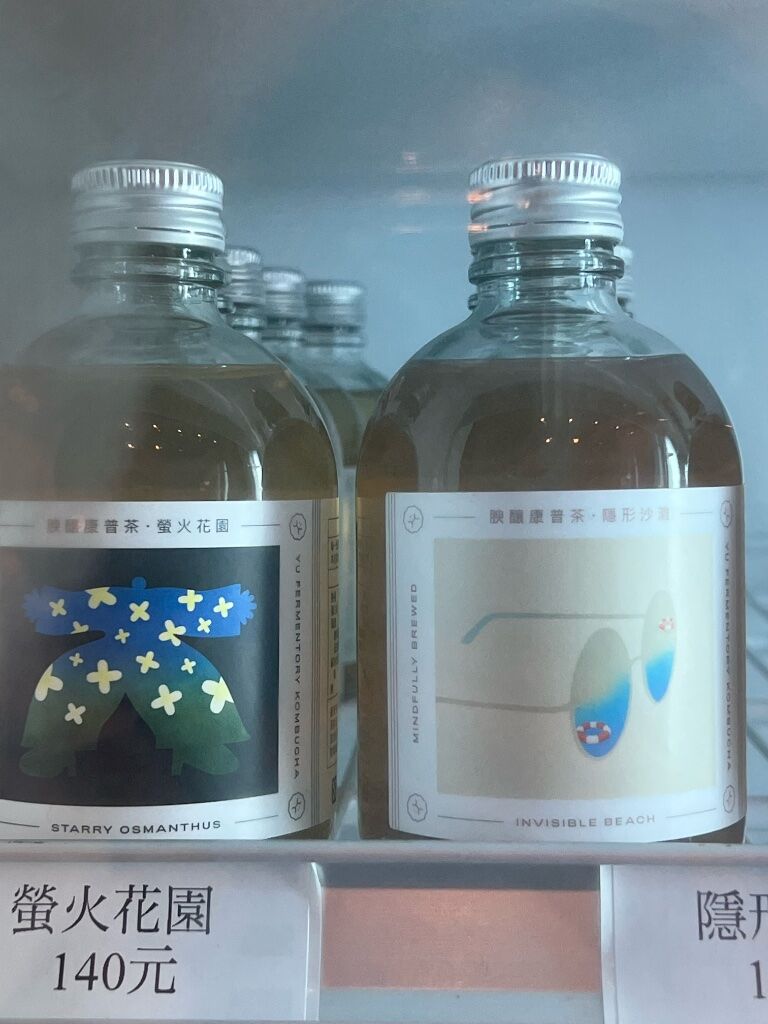 腴釀康普茶·螢火花園
YU FERMENTORY KOMBUCHA
STARRY OSMANTHUS
腴釀康普茶·隱形沙灘
MINDFULLY BREWED
YU FERMENTORY KOMBUCHA
INVISIBLE BEACH
螢火花園
140元
隱形
1